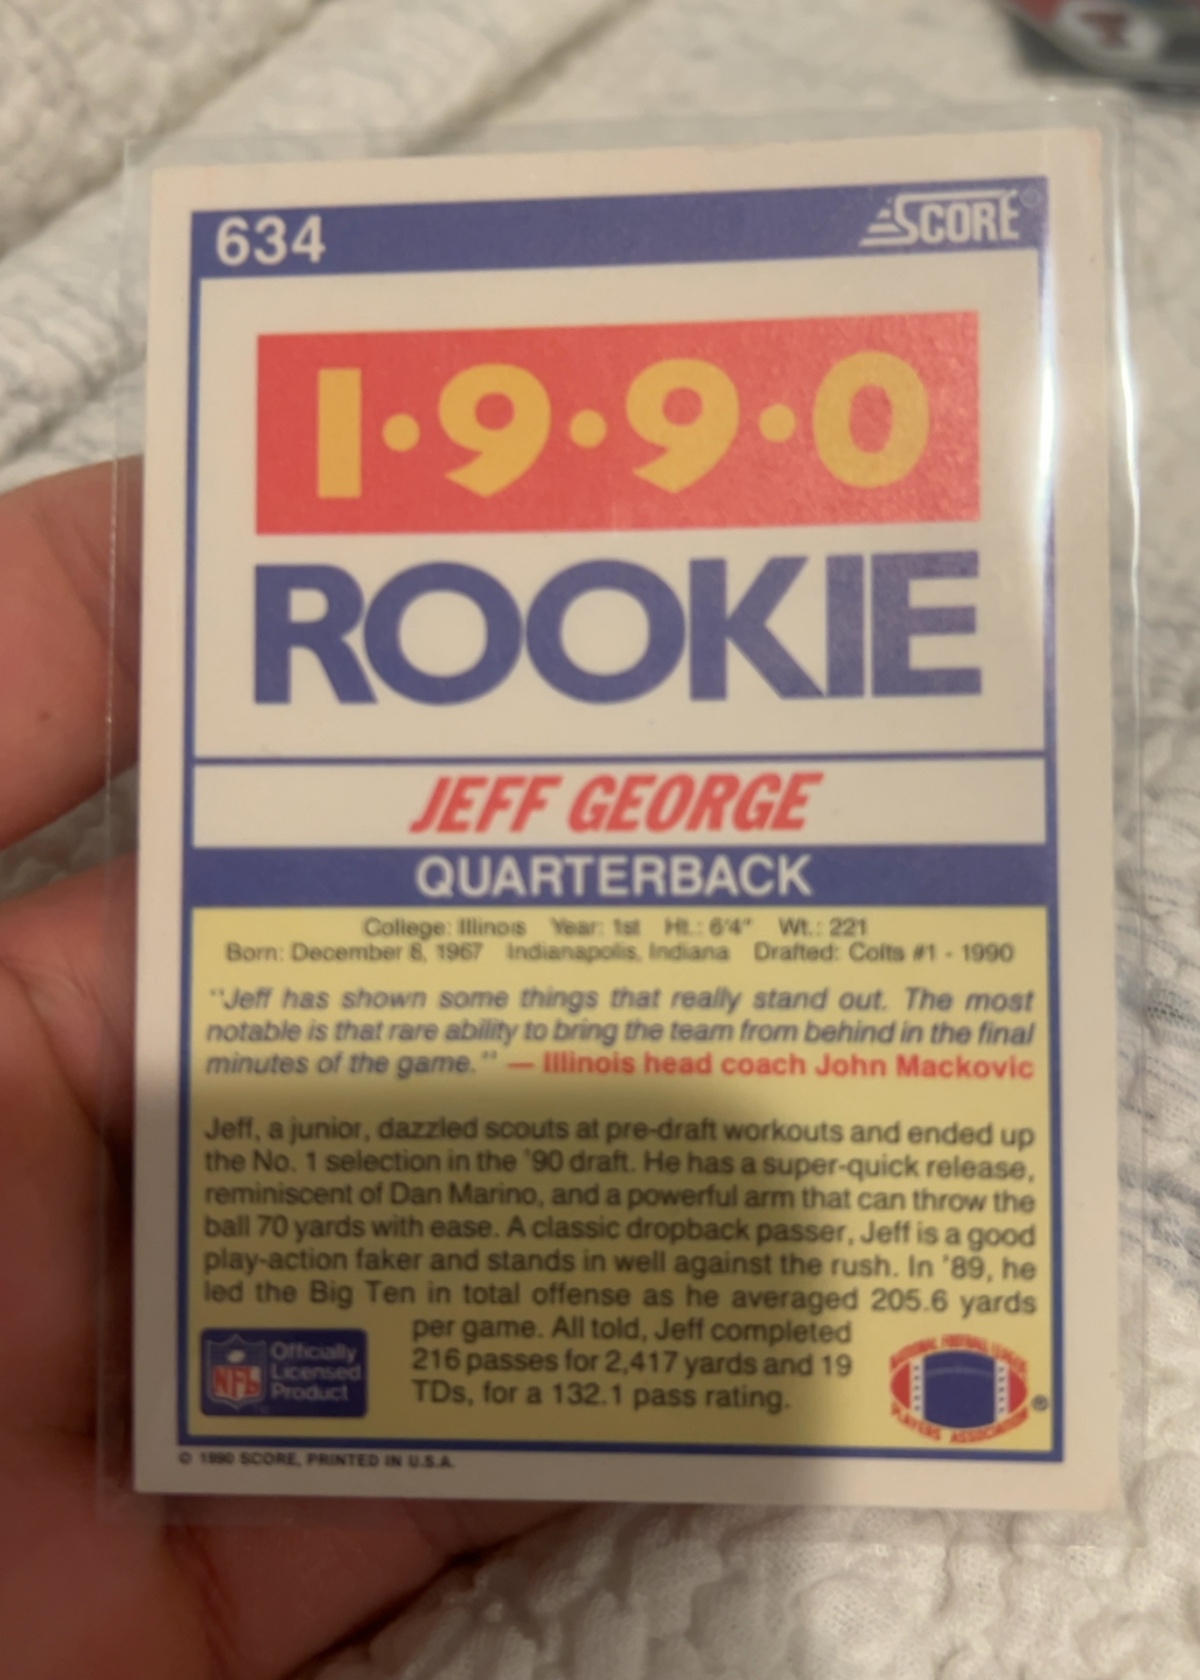 634 SCORE®
1•9•9•0
ROOKIE
JEFF GEORGE
QUARTERBACK
College: Illinois Year: 1st Ht.: 6'4" Wt.: 221
Born: December 8, 1967 Indianapolis, Indiana Drafted: Colts #1 - 1990
"Jeff has shown some things that really stand out. The most
notable is that rare ability to bring the team from behind in the final
minutes of the game." — Illinois head coach John Mackovic
Jeff, a junior, dazzled scouts at pre-draft workouts and ended up
the No. 1 selection in the '90 draft. He has a super-quick release,
reminiscent of Dan Marino, and a powerful arm that can throw the
ball 70 yards with ease. A classic dropback passer, Jeff is a good
play-action faker and stands in well against the rush. In '89, he
led the Big Ten in total offense as he averaged 205.6 yards
per game. All told, Jeff completed
216 passes for 2,417 yards and 19
TDs, for a 132.1 pass rating.
NFL
Officially
Licensed
Product
NATIONAL FOOTBALL LEAGUE
PLAYERS ASSOCIATION
®
© 1990 SCORE, PRINTED IN U.S.A.